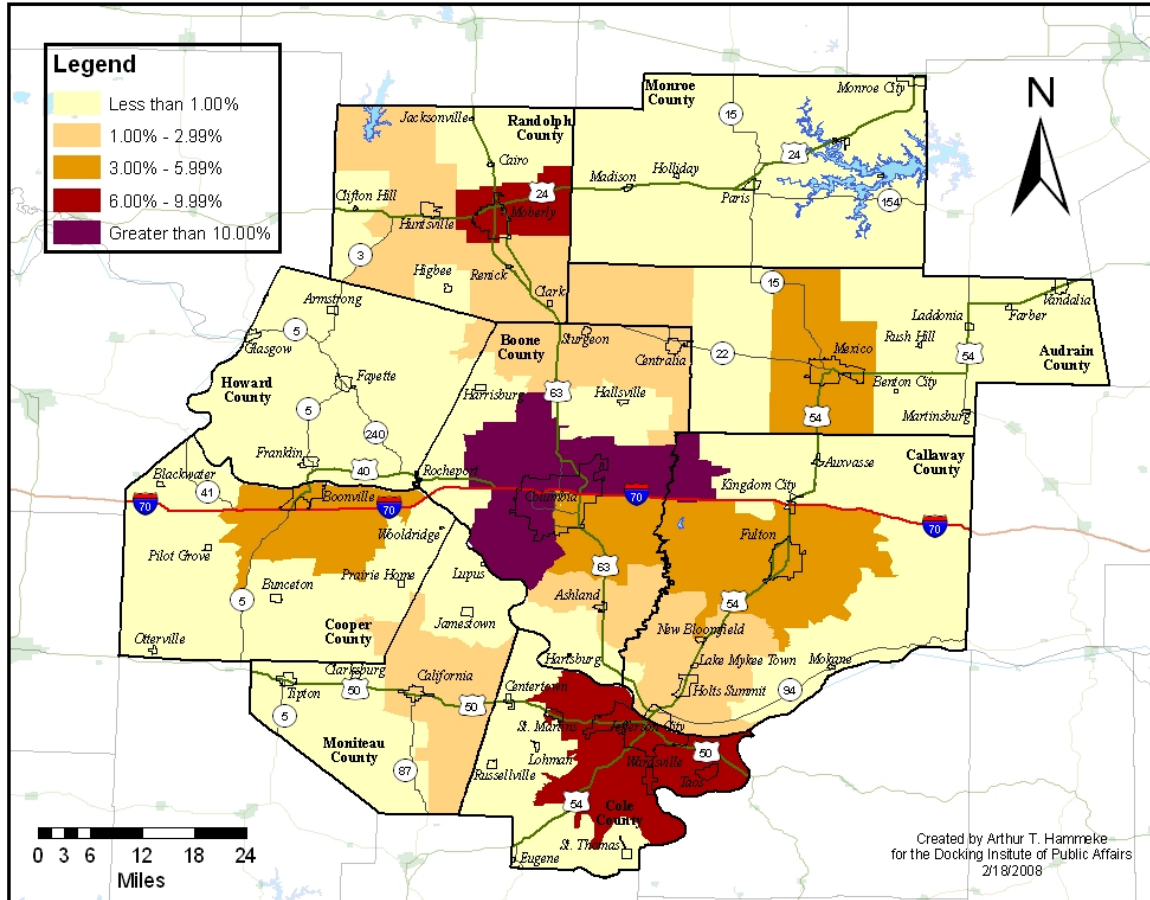 Legend
Less than 1.00%
1.00% - 2.99%
3.00% - 5.99%
6.00% - 9.99%
Greater than 10.00%
N
Monroe
County
Monroe City
15
24
Holliday
Madison
Paris
154
Jacksonville
Randolph
County
Cairo
24
Clifton Hill
Huntsville
Moberly
3
Higbee
Renick
Clark
Armstrong
5
Glasgow
Howard
County
Fayette
5
240
Franklin
40
Rocheport
Boone
County
Sturgeon
Centralia
63
Harrisburg
Hallsville
22
15
Mexico
Laddonia
Rush Hill
Farber
Vandalia
54
Audrain
County
Benton City
54
Martinsburg
Blackwater
41
Boonville
70
70
Pilot Grove
Wooldridge
Bunceton
Prairie Home
5
Otterville
Cooper
County
Columbia
70
63
Ashland
Lupus
Jamestown
Auxvasse
Callaway
County
Kingdom City
70
Fulton
54
New Bloomfield
Lake Mykee Town
Mokane
Holts Summit
94
Hartsburg
Clarksburg
Tipton
50
California
50
5
Moniteau
County
87
Centertown
St. Martins
Jefferson City
Lohman
Wardsville
50
Taos
Russellville
54
Cole
County
St. Thomas
Eugene
0 3 6 12 18 24
Miles
Created by Arthur T. Hammeke
for the Docking Insitute of Public Affairs
2/18/2008